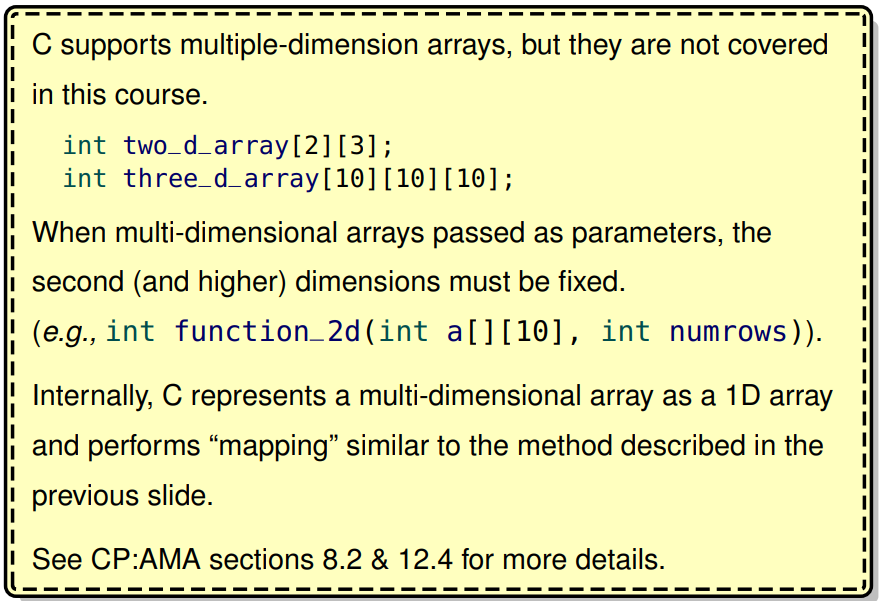 C supports multiple-dimension arrays, but they are not covered
in this course.
int two_d_array[2][3];
int three_d_array[10][10][10];
When multi-dimensional arrays passed as parameters, the
second (and higher) dimensions must be fixed.
(e.g., int function_2d(int a[][10], int numrows)).
Internally, C represents a multi-dimensional array as a 1D array
and performs “mapping” similar to the method described in the
previous slide.
See CP:AMA sections 8.2 & 12.4 for more details.